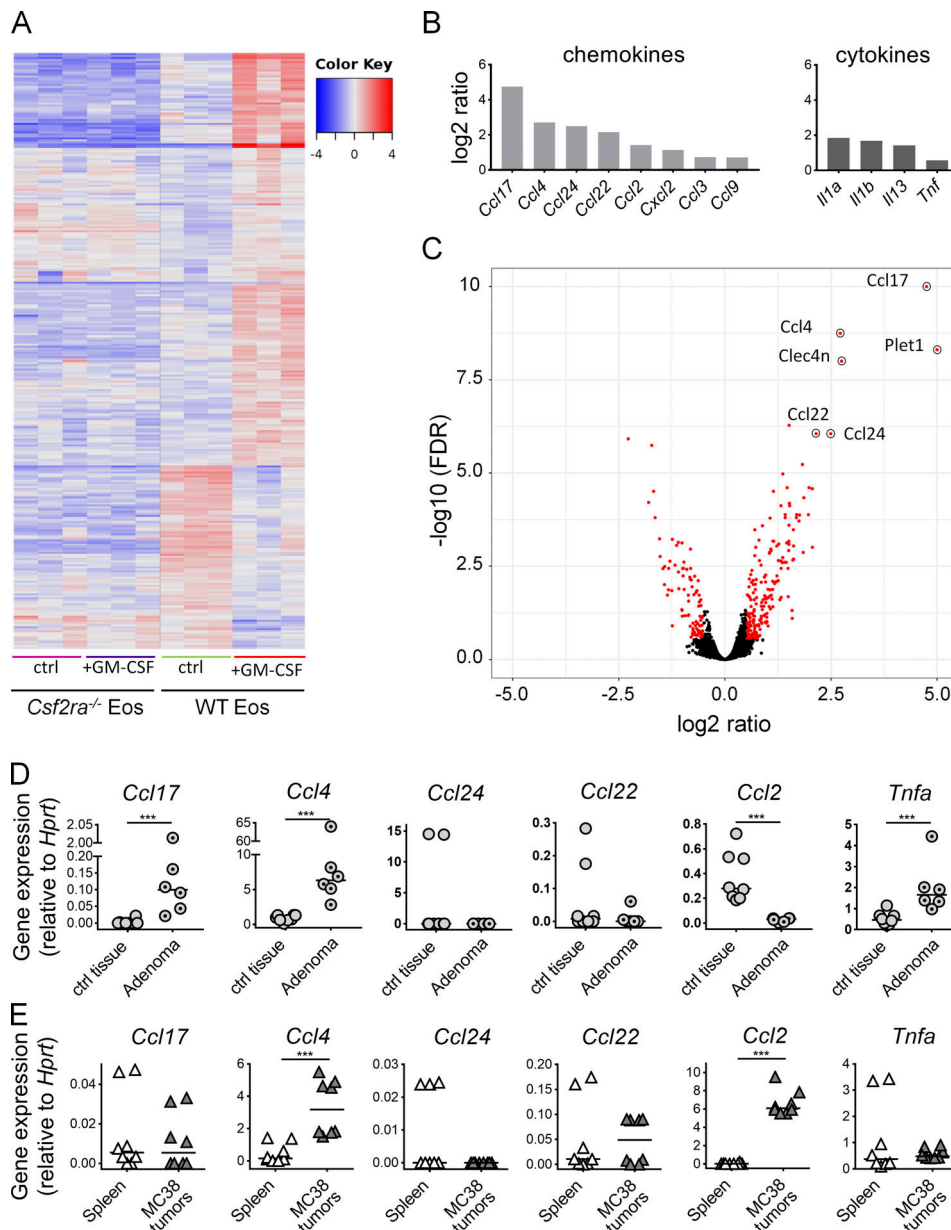 A
Color Key
-4 0 4
ctrl +GM-CSF ctrl +GM-CSF
Csf2ra-/- Eos WT Eos
B
chemokines cytokines
log2 ratio
6
4
2
0
Ccl17 Ccl4 Ccl24 Ccl22 Ccl2 Cxcl2 Ccl3 Ccl9
6
4
2
0
Il1a Il1b Il13 Tnf
C
-log10 (FDR)
10
7.5
5.0
2.5
0.0
Ccl17
Ccl4
Plet1
Clec4n
Ccl22
Ccl24
-5.0 -2.5 0.0 2.5 5.0
log2 ratio
D
Gene expression
(relative to Hprt)
Ccl17
***
2.05
2.00
0.20
0.15
0.10
0.05
0.00
ctrl tissue Adenoma
Ccl4
***
65
60
10
5
0
ctrl tissue Adenoma
Ccl24
15
10
5
0
ctrl tissue Adenoma
Ccl22
0.3
0.2
0.1
0.0
ctrl tissue Adenoma
Ccl2
***
0.8
0.6
0.4
0.2
0.0
ctrl tissue Adenoma
Tnfa
***
5
4
3
2
1
0
ctrl tissue Adenoma
E
Gene expression
(relative to Hprt)
Ccl17
0.04
0.02
0.00
Spleen MC38 tumors
Ccl4
***
6
4
2
0
Spleen MC38 tumors
Ccl24
0.03
0.02
0.01
0.00
Spleen MC38 tumors
Ccl22
0.20
0.15
0.10
0.05
0.00
Spleen MC38 tumors
Ccl2
***
10
8
6
4
2
0
Spleen MC38 tumors
Tnfa
4
3
2
1
0
Spleen MC38 tumors